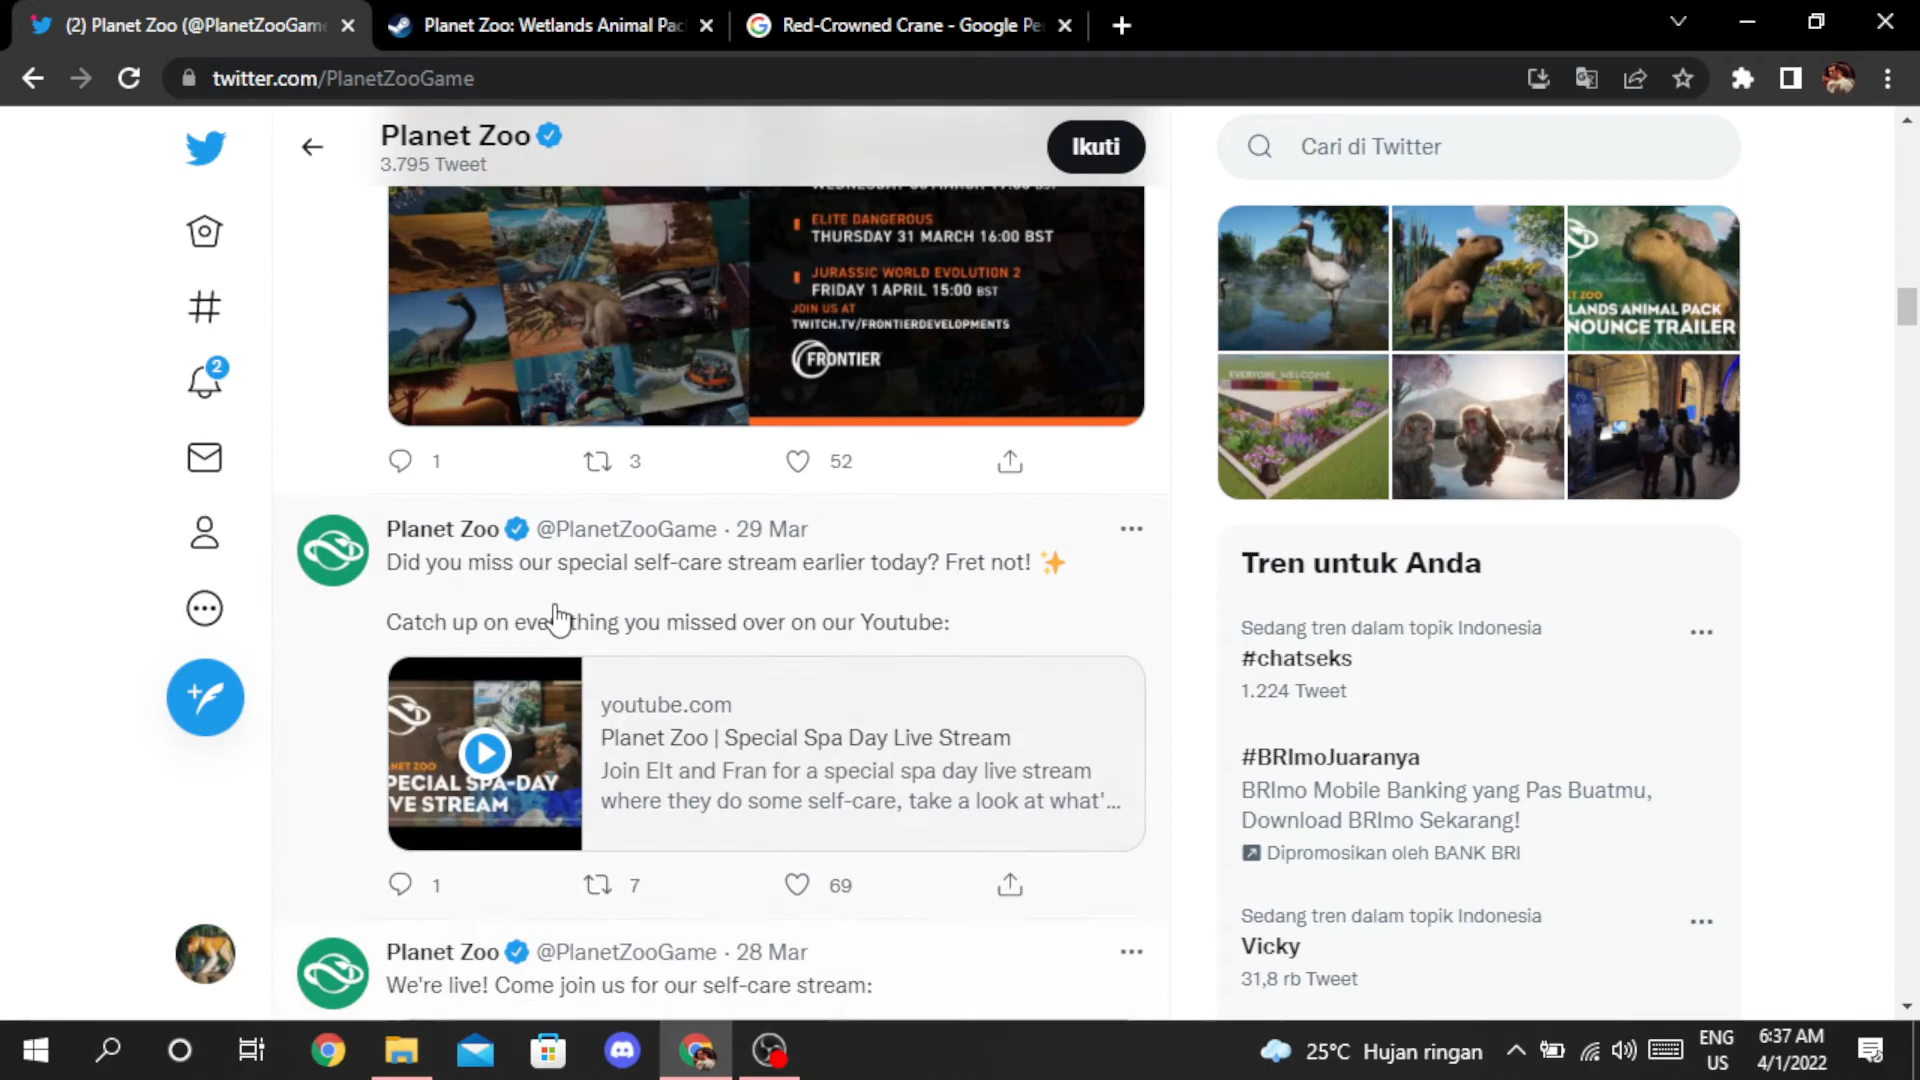 (2) Planet Zoo (@PlanetZooGam
Planet Zoo: Wetlands Animal Pac
Red-Crowned Crane - Google Pe
twitter.com/PlanetZooGame
Planet Zoo
3.795 Tweet
Ikuti
Cari di Twitter
ELITE DANGEROUS
THURSDAY 31 MARCH 16:00 BST
JURASSIC WORLD EVOLUTION 2
FRIDAY 1 APRIL 15:00 BST
JOIN US AT
TWITCH.TV/FRONTIERDEVELOPMENTS
FRONTIER
1 3 52
LANDS ANIMAL PACK
NOUNCE TRAILER
EVERYONE WELCOME
2
Planet Zoo @PlanetZooGame · 29 Mar
Did you miss our special self-care stream earlier today? Fret not! ✨
Catch up on everything you missed over on our Youtube:
PLANET ZOO
SPECIAL SPA-DAY
LIVE STREAM
youtube.com
Planet Zoo | Special Spa Day Live Stream
Join Elt and Fran for a special spa day live stream
where they do some self-care, take a look at what'...
1 7 69
Planet Zoo @PlanetZooGame · 28 Mar
We're live! Come join us for our self-care stream:
Tren untuk Anda
Sedang tren dalam topik Indonesia
#chatseks
1.224 Tweet
#BRImoJuaranya
BRImo Mobile Banking yang Pas Buatmu,
Download BRImo Sekarang!
Dipromosikan oleh BANK BRI
Sedang tren dalam topik Indonesia
Vicky
31,8 rb Tweet
25°C Hujan ringan
ENG
US
6:37 AM
4/1/2022